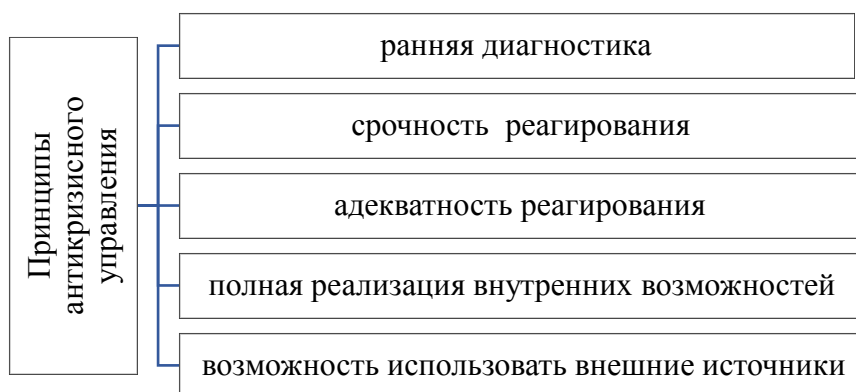 Принципы
антикризисного
управления
ранняя диагностика
срочность реагирования
адекватность реагирования
полная реализация внутренних возможностей
возможность использовать внешние источники